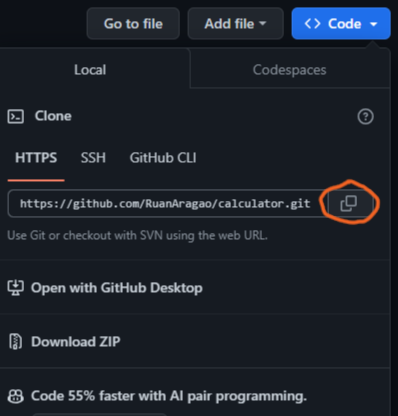 Go to file Add file Code
Local Codespaces
Clone
HTTPS SSH GitHub CLI
https://github.com/RuanAragao/calculator.git
Use Git or checkout with SVN using the web URL.
Open with GitHub Desktop
Download ZIP
Code 55% faster with AI pair programming.